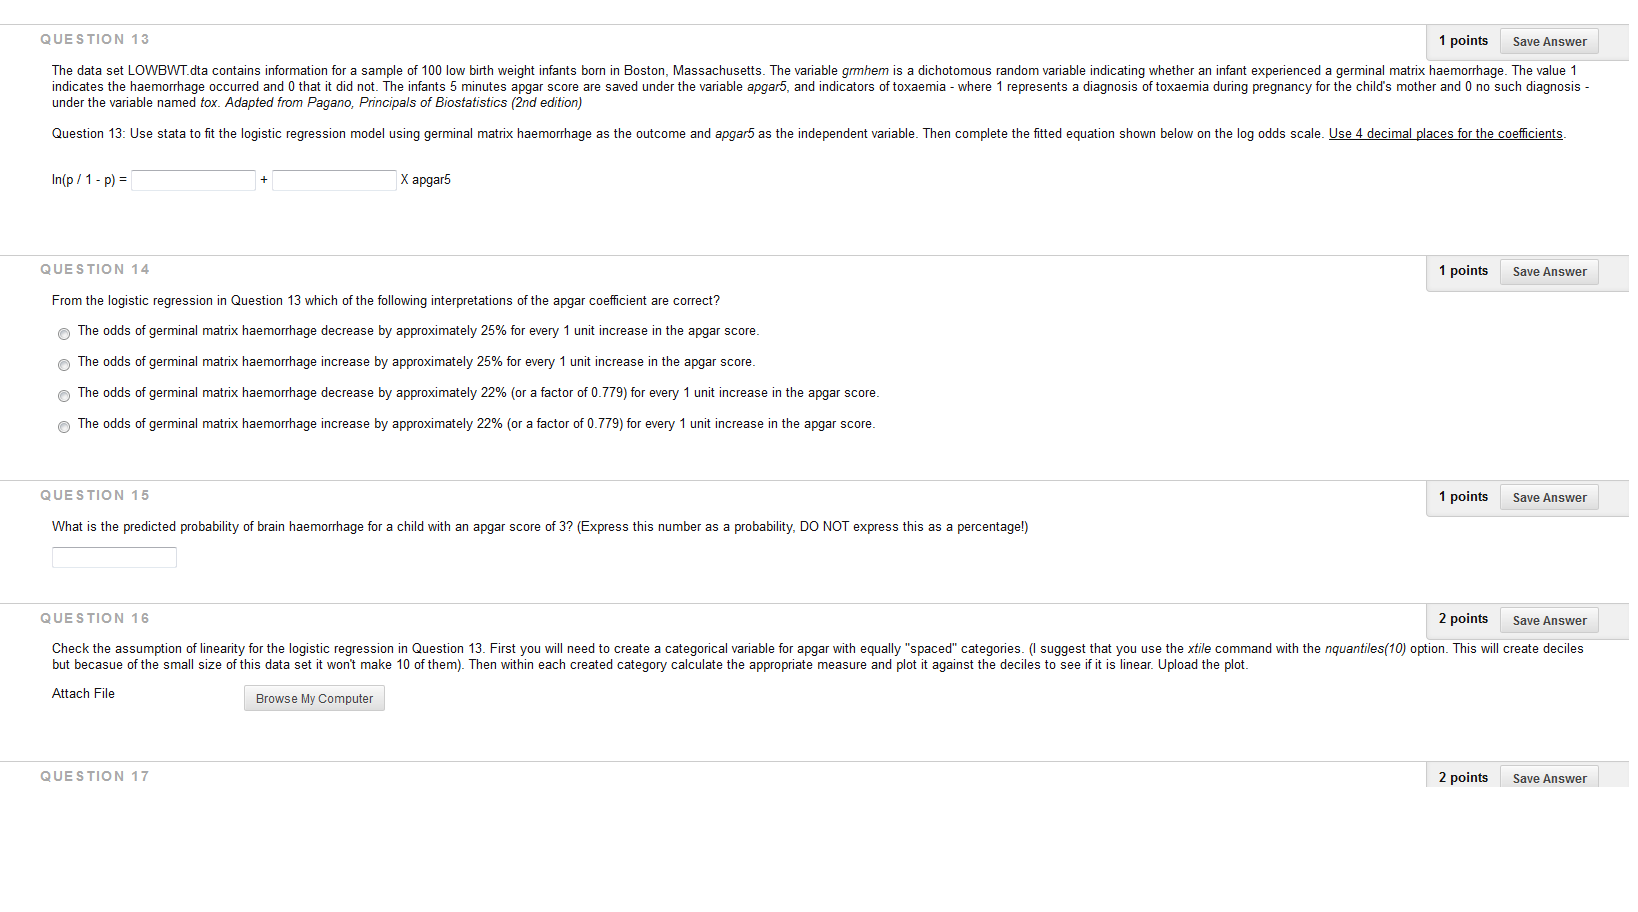 QUESTION 13
1 points
Save Answer
The data set LOWBWT.dta contains information for a sample of 100 low birth weight infants born in Boston, Massachusetts. The variable grmhem is a dichotomous random variable indicating whether an infant experienced a germinal matrix haemorrhage. The value 1
indicates the haemorrhage occurred and 0 that it did not. The infants 5 minutes apgar score are saved under the variable apgar5, and indicators of toxaemia - where 1 represents a diagnosis of toxaemia during pregnancy for the child's mother and 0 no such diagnosis -
under the variable named tox. Adapted from Pagano, Principals of Biostatistics (2nd edition)
Question 13: Use stata to fit the logistic regression model using germinal matrix haemorrhage as the outcome and apgar5 as the independent variable. Then complete the fitted equation shown below on the log odds scale. Use 4 decimal places for the coefficients.
ln(p / 1 - p) = + X apgar5
QUESTION 14
1 points
Save Answer
From the logistic regression in Question 13 which of the following interpretations of the apgar coefficient are correct?
The odds of germinal matrix haemorrhage decrease by approximately 25% for every 1 unit increase in the apgar score.
The odds of germinal matrix haemorrhage increase by approximately 25% for every 1 unit increase in the apgar score.
The odds of germinal matrix haemorrhage decrease by approximately 22% (or a factor of 0.779) for every 1 unit increase in the apgar score.
The odds of germinal matrix haemorrhage increase by approximately 22% (or a factor of 0.779) for every 1 unit increase in the apgar score.
QUESTION 15
1 points
Save Answer
What is the predicted probability of brain haemorrhage for a child with an apgar score of 3? (Express this number as a probability, DO NOT express this as a percentage!)
QUESTION 16
2 points
Save Answer
Check the assumption of linearity for the logistic regression in Question 13. First you will need to create a categorical variable for apgar with equally "spaced" categories. (I suggest that you use the xtile command with the nquantiles(10) option. This will create deciles
but becasue of the small size of this data set it won't make 10 of them). Then within each created category calculate the appropriate measure and plot it against the deciles to see if it is linear. Upload the plot.
Attach File
Browse My Computer
QUESTION 17
2 points
Save Answer